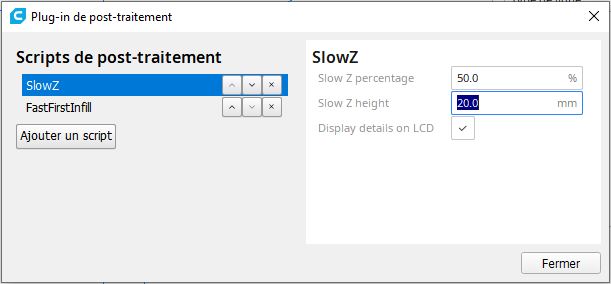 Plug-in de post-traitement
Scripts de post-traitement
SlowZ
FastFirstInfill
Ajouter un script
SlowZ
Slow Z percentage 50.0 %
Slow Z height 20.0 mm
Display details on LCD
Fermer